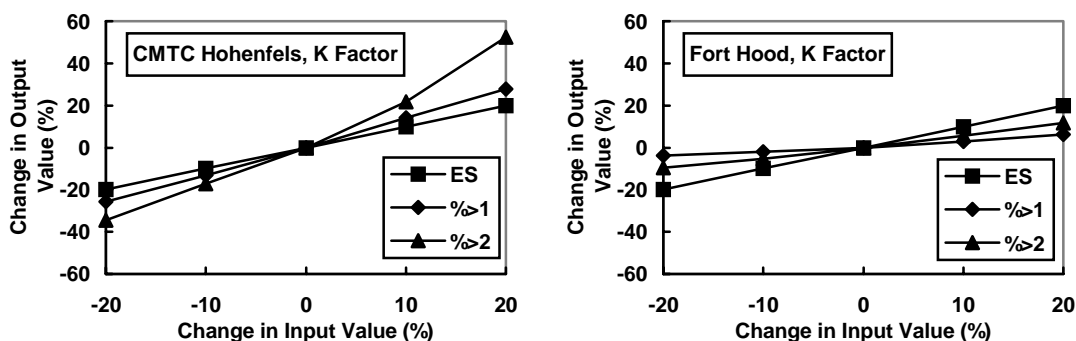 60
40
20
0
-20
-40
-60
Change in Output
Value (%)
CMTC Hohenfels, K Factor
ES
%>1
%>2
-20 -10 0 10 20
Change in Input Value (%)
60
40
20
0
-20
-40
-60
Change in Output
Value (%)
Fort Hood, K Factor
ES
%>1
%>2
-20 -10 0 10 20
Change in Input Value (%)